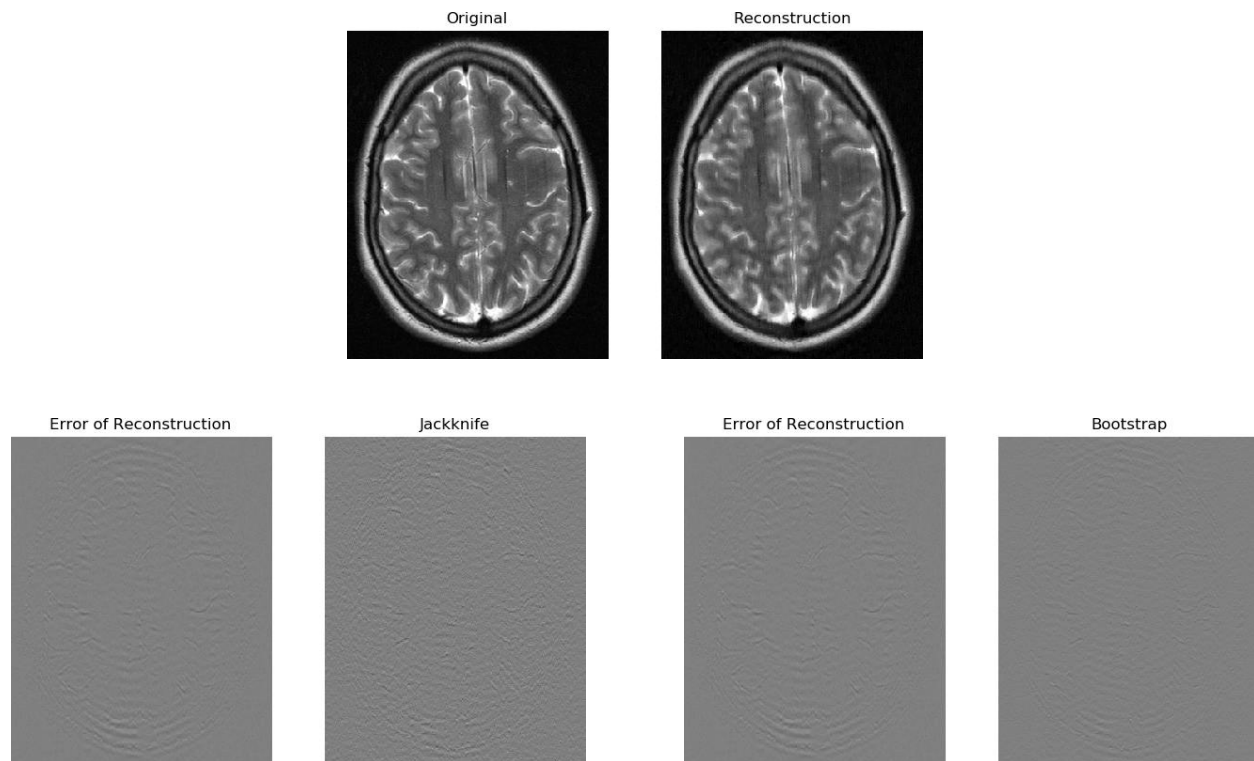 Original
Reconstruction
Error of Reconstruction
Jackknife
Error of Reconstruction
Bootstrap